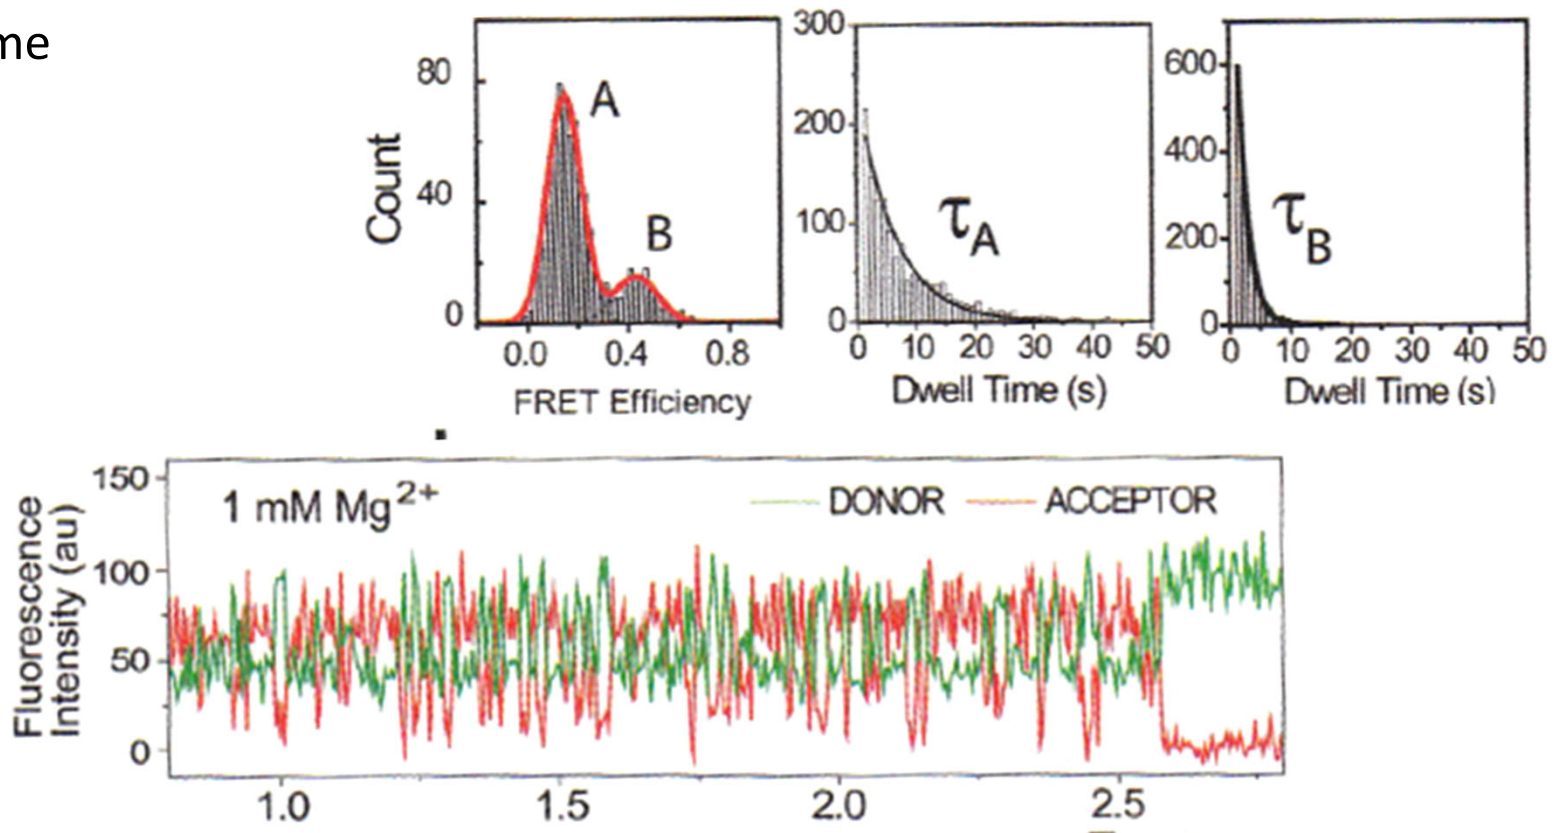 me
80
40
0
Count
A
B
0.0 0.4 0.8
FRET Efficiency
300
200
100
0
τA
0 10 20 30 40 50
Dwell Time (s)
600
400
200
0
τB
0 10 20 30 40 50
Dwell Time (s)
150
100
50
0
Fluorescence
Intensity (au)
1 mM Mg2+
DONOR ACCEPTOR
1.0 1.5 2.0 2.5